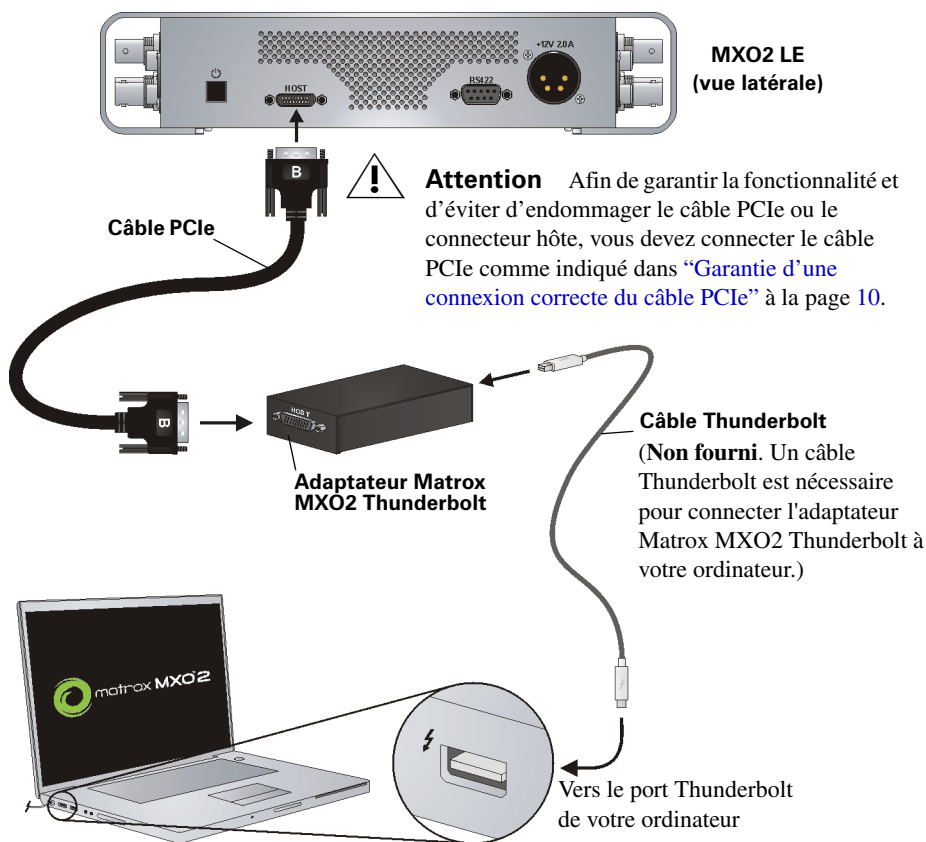 +12V 2.0A
MXO2 LE
(vue latérale)
HOST
RS422
B
Attention Afin de garantir la fonctionnalité et
d'éviter d'endommager le câble PCIe ou le
connecteur hôte, vous devez connecter le câble
PCIe comme indiqué dans “Garantie d'une
connexion correcte du câble PCIe” à la page 10.
Câble PCIe
B
HOST
Adaptateur Matrox
MXO2 Thunderbolt
Câble Thunderbolt
(Non fourni. Un câble
Thunderbolt est nécessaire
pour connecter l'adaptateur
Matrox MXO2 Thunderbolt à
votre ordinateur.)
matrox MXO2
Vers le port Thunderbolt
de votre ordinateur